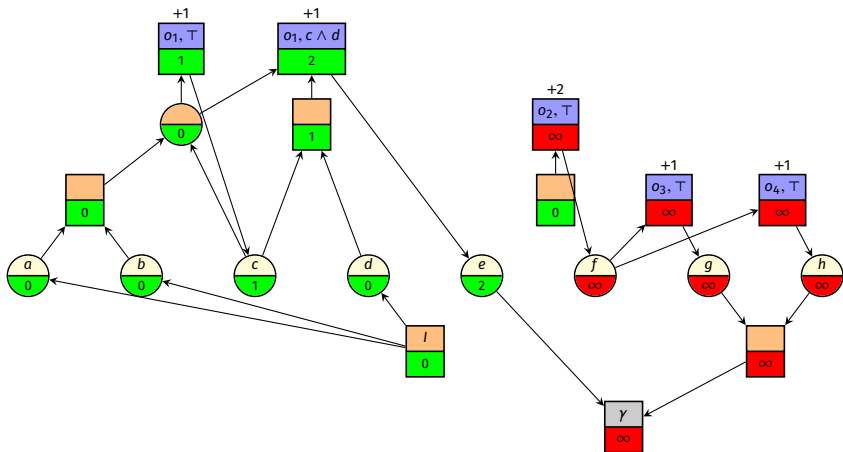 +1 +1
o₁, ⊤ o₁, c ∧ d
1 2
+2
o₂, ⊤
0 1 ∞
+1 +1
o₃, ⊤ o₄, ⊤
0 0 ∞ ∞
a b c d e f g h
0 0 1 0 2 ∞ ∞ ∞
I
0 ∞
γ
∞